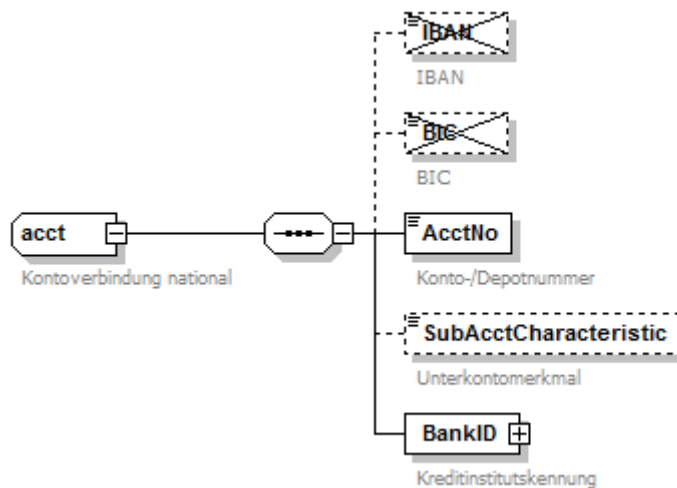 IBAN
IBAN
BIC
BIC
acct
Kontoverbindung national
AcctNo
Konto-/Depotnummer
SubAcctCharacteristic
Unterkontomerkmal
BankID
Kreditinstitutskennung